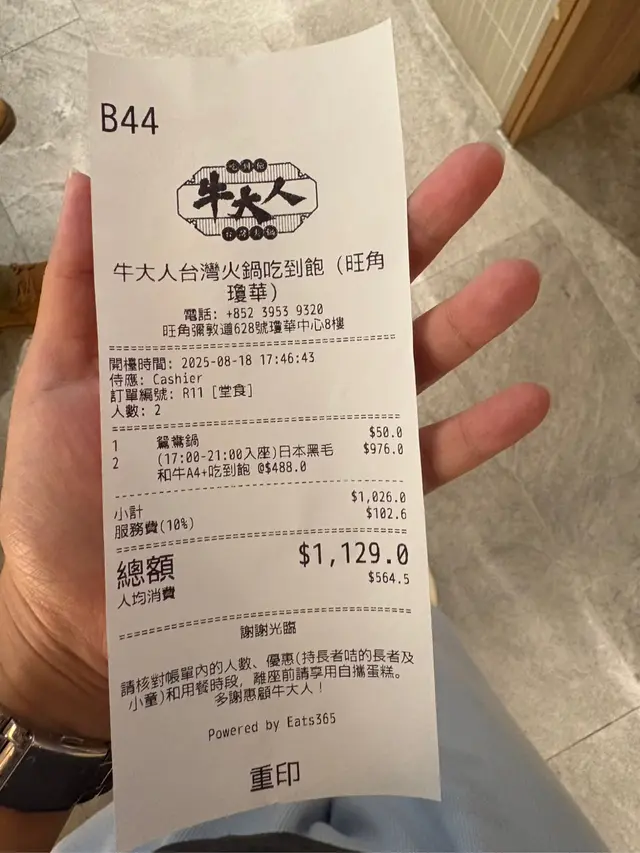 B44
吃到飽
牛大人
台灣火鍋
牛大人台灣火鍋吃到飽 (旺角
瓊華)
電話: +852 3953 9320
旺角彌敦道628號瓊華中心8樓
開檯時間: 2025-08-18 17:46:43
侍應: Cashier
訂單編號: R11 [堂食]
人數: 2
1 鴛鴦鍋 $50.0
2 (17:00-21:00入座)日本黑毛 $976.0
和牛A4+吃到飽 @$488.0
小計 $1,026.0
服務費(10%) $102.6
總額 $1,129.0
人均消費 $564.5
謝謝光臨
請核對帳單內的人數、優惠(持長者咭的長者及
小童)和用餐時段, 離座前請享用自攜蛋糕。
多謝惠顧牛大人!
Powered by Eats365
重印